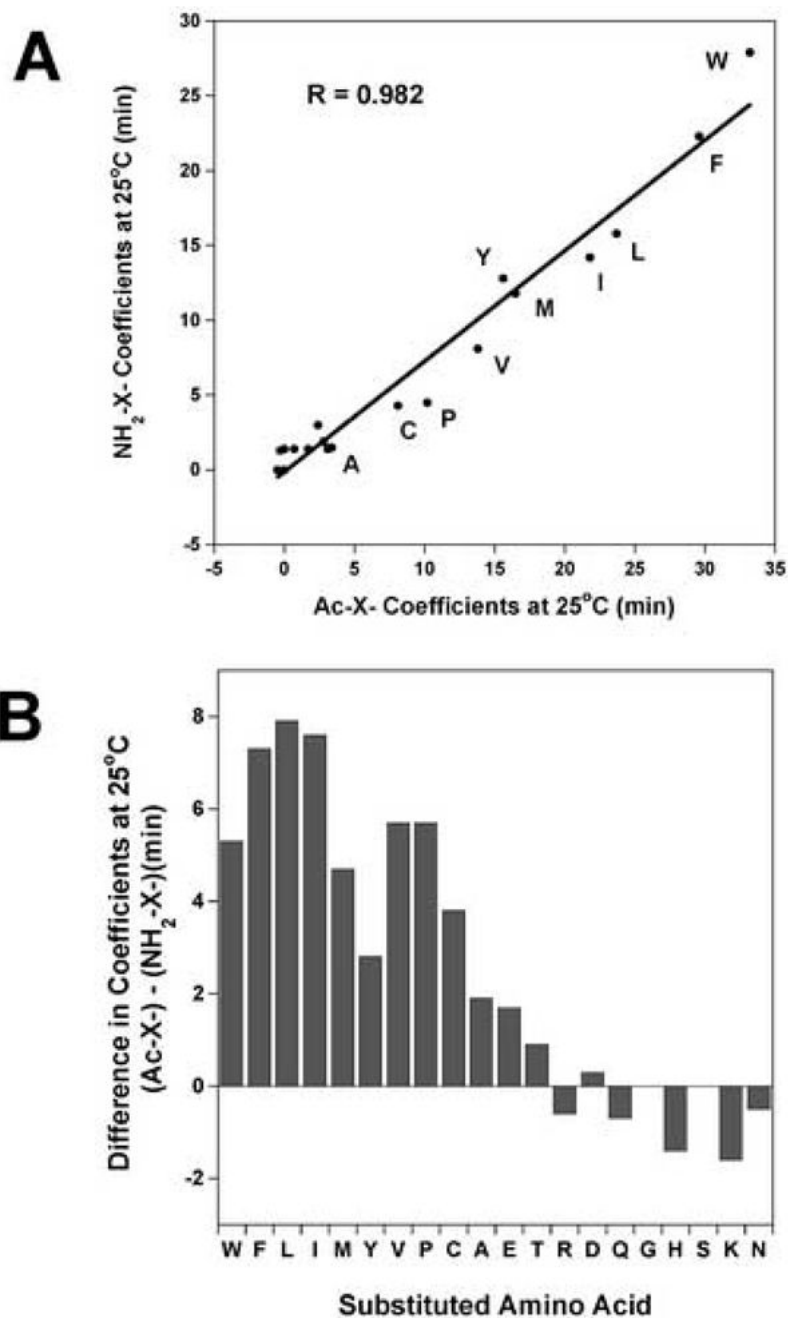 A
30
25
20
15
10
5
0
-5
NH2-X- Coefficients at 25°C (min)
R = 0.982
W
F
L
I
Y
M
V
P
C
A
-5 0 5 10 15 20 25 30 35
Ac-X- Coefficients at 25°C (min)
B
Difference in Coefficients at 25°C
(Ac-X-) - (NH2-X-)(min)
8
6
4
2
0
-2
W F L I M Y V P C A E T R D Q G H S K N
Substituted Amino Acid